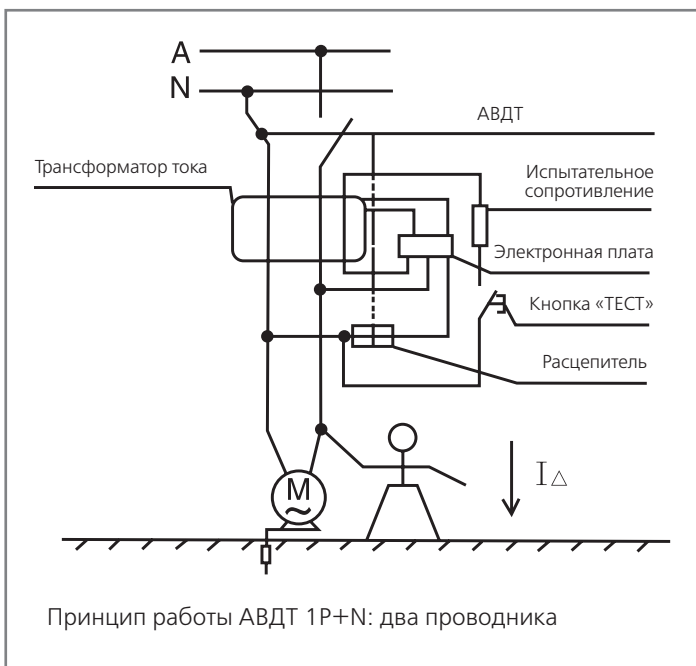 A
N
АВДТ
Трансформатор тока
Испытательное
сопротивление
Электронная плата
Кнопка «ТЕСТ»
Расцепитель
M
~
I△
Принцип работы АВДТ 1P+N: два проводника